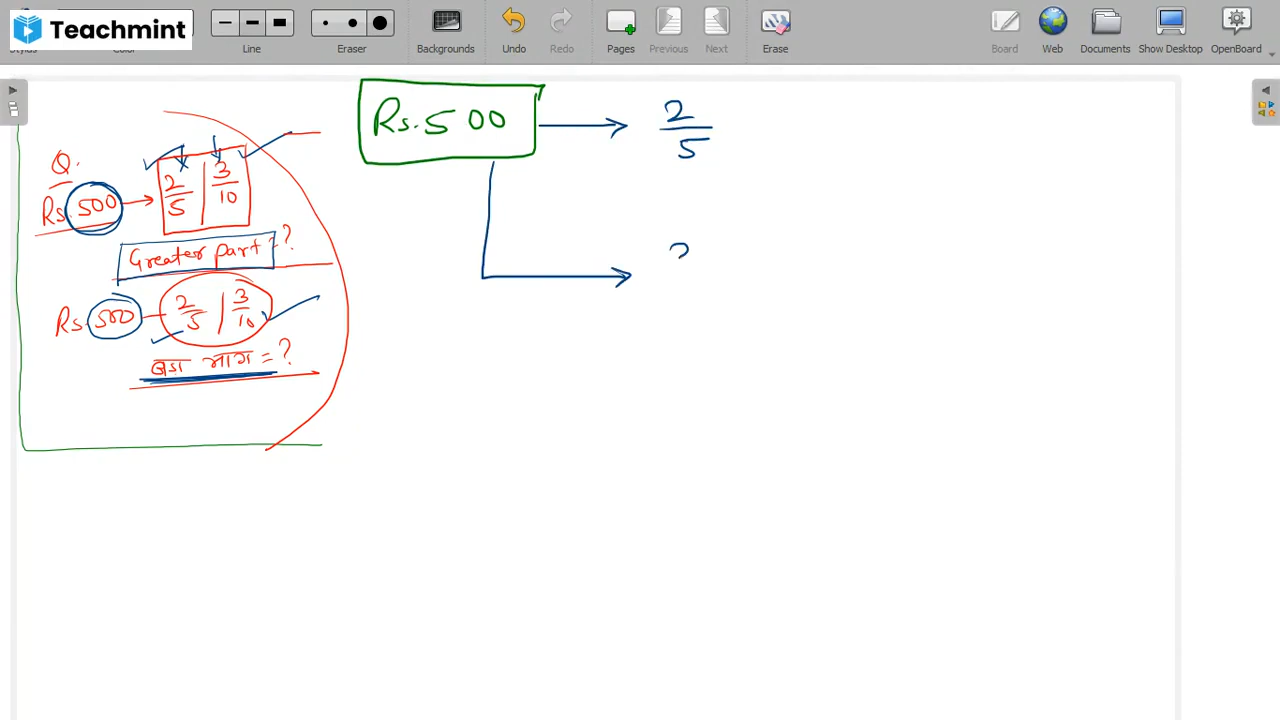 Teachmint
Line
Eraser
Backgrounds
Undo
Redo
Pages
Previous
Next
Erase
Board
Web
Documents
Show Desktop
OpenBoard
Q.
Rs. 500 → 2/5 | 3/10
Greater part = ?
Rs. 500 — 2/5 | 3/10
बड़ा भाग = ?
Rs. 500 → 2/5